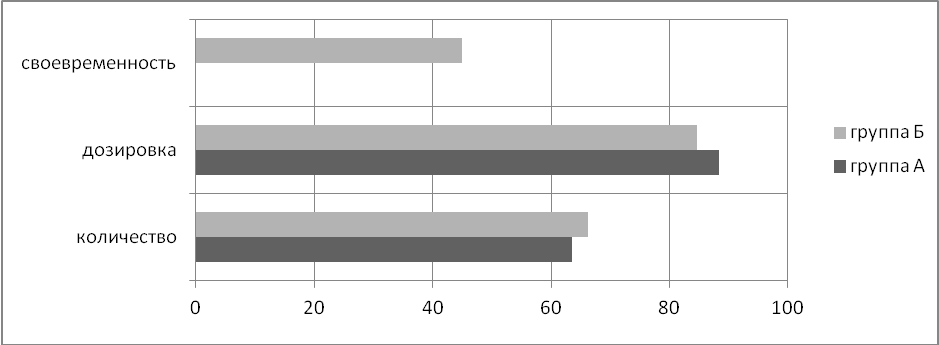 своевременность
дозировка
количество
0 20 40 60 80 100
группа Б
группа А